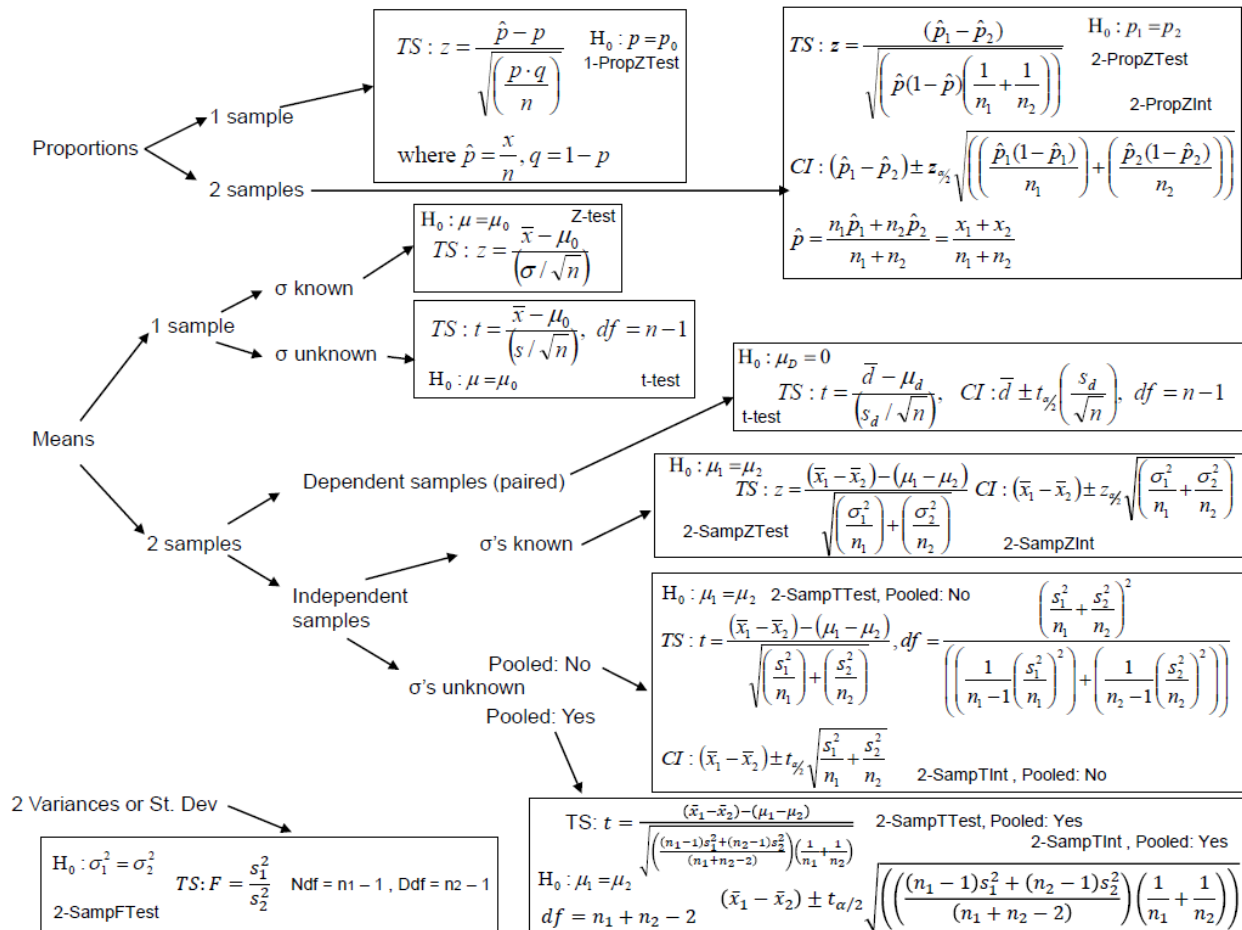 Proportions
1 sample
2 samples
TS : z = (p̂ − p) / √((p · q) / n)
H₀ : p = p₀
1-PropZTest
where p̂ = x/n, q = 1 − p
TS : z = (p̂₁ − p̂₂) / √(p̂(1 − p̂)(1/n₁ + 1/n₂))
H₀ : p₁ = p₂
2-PropZTest
2-PropZInt
CI : (p̂₁ − p̂₂) ± z_α/2 √(((p̂₁(1 − p̂₁)/n₁) + (p̂₂(1 − p̂₂)/n₂)))
p̂ = (n₁p̂₁ + n₂p̂₂)/(n₁ + n₂) = (x₁ + x₂)/(n₁ + n₂)
Means
1 sample
σ known
H₀ : μ = μ₀ Z-test
TS : z = (x̄ − μ₀) / (σ / √n)
σ unknown
TS : t = (x̄ − μ₀) / (s / √n), df = n − 1
H₀ : μ = μ₀ t-test
2 samples
Dependent samples (paired)
H₀ : μ_D = 0
TS : t = (d̄ − μ_d) / (s_d / √n), CI : d̄ ± t_α/2 (s_d / √n), df = n − 1
t-test
Independent
samples
σ's known
H₀ : μ₁ = μ₂
TS : z = ((x̄₁ − x̄₂) − (μ₁ − μ₂)) / √((σ₁²/n₁) + (σ₂²/n₂)) CI : (x̄₁ − x̄₂) ± z_α/2 √(σ₁²/n₁ + σ₂²/n₂)
2-SampZTest 2-SampZInt
Pooled: No
σ's unknown
Pooled: Yes
H₀ : μ₁ = μ₂ 2-SampTTest, Pooled: No
TS : t = ((x̄₁ − x̄₂) − (μ₁ − μ₂)) / √((s₁²/n₁) + (s₂²/n₂)), df = (s₁²/n₁ + s₂²/n₂)² / (((1/(n₁ − 1) (s₁²/n₁)²) + (1/(n₂ − 1) (s₂²/n₂)²)))
CI : (x̄₁ − x̄₂) ± t_α/2 √(s₁²/n₁ + s₂²/n₂)
2-SampTInt , Pooled: No
TS: t = ((x̄₁ − x̄₂) − (μ₁ − μ₂)) / √((((n₁−1)s₁² + (n₂−1)s₂²)/(n₁+n₂−2))(1/n₁ + 1/n₂))
2-SampTTest, Pooled: Yes
2-SampTInt , Pooled: Yes
H₀ : μ₁ = μ₂
(x̄₁ − x̄₂) ± t_α/2 √(((((n₁ − 1)s₁² + (n₂ − 1)s₂²)/(n₁ + n₂ − 2))(1/n₁ + 1/n₂)))
df = n₁ + n₂ − 2
2 Variances or St. Dev
H₀ : σ₁² = σ₂²
TS: F = s₁²/s₂² Ndf = n₁ − 1 , Ddf = n₂ − 1
2-SampFTest